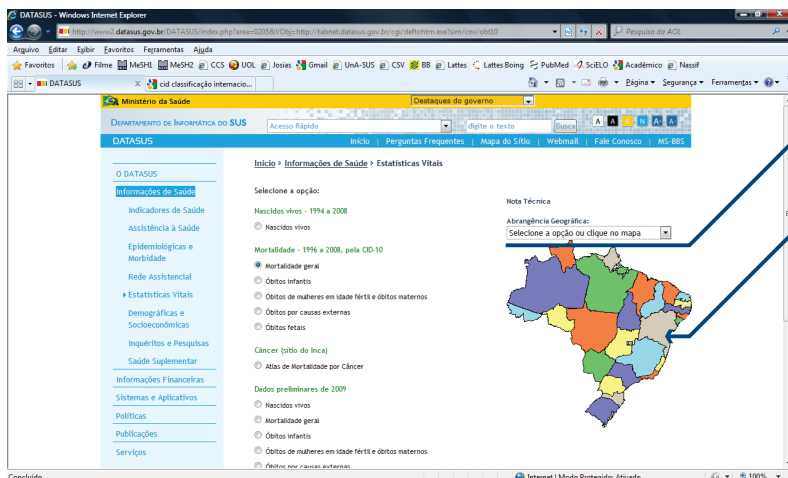 DATASUS - Windows Internet Explorer
http://www2.datasus.gov.br/DATASUS/index.php?area=0205&VObj=http://tabnet.datasus.gov.br/cgi/deftohtm.exe?sim/cnv/obt10
Pesquisa da AOL
Arquivo Editar Exibir Favoritos Ferramentas Ajuda
Favoritos Filme MeSH1 MeSH2 CCS UOL Josias Gmail UnA-SUS CSV BB Lattes Lattes Boing PubMed SciELO Acadêmico Nassif
DATASUS
cid classificação internacio...
Página Segurança Ferramentas
Ministério da Saúde
Destaques do governo
DEPARTAMENTO DE INFORMÁTICA DO SUS
Acesso Rápido
digite o texto
Busca
A A A N A+ A-
DATASUS
Início | Perguntas Frequentes | Mapa do Sítio | Webmail | Fale Conosco | MS-BBS
Início > Informações de Saúde > Estatísticas Vitais
O DATASUS
Informações de Saúde
Indicadores de Saúde
Assistência à Saúde
Epidemiológicas e
Morbidade
Rede Assistencial
Estatísticas Vitais
Demográficas e
Socioeconômicas
Inquéritos e Pesquisas
Saúde Suplementar
Informações Financeiras
Sistemas e Aplicativos
Políticas
Publicações
Serviços
Selecione a opção:
Nascidos vivos - 1994 a 2008
Nascidos vivos
Mortalidade - 1996 a 2008, pela CID-10
Mortalidade geral
Óbitos infantis
Óbitos de mulheres em idade fértil e óbitos maternos
Óbitos por causas externas
Óbitos fetais
Câncer (sítio do Inca)
Atlas de Mortalidade por Câncer
Dados preliminares de 2009
Nascidos vivos
Mortalidade geral
Óbitos infantis
Óbitos de mulheres em idade fértil e óbitos maternos
Óbitos por causas externas
Nota Técnica
Abrangência Geográfica:
Selecione a opção ou clique no mapa
Concluído
Internet | Modo Protegido: Ativado
100%